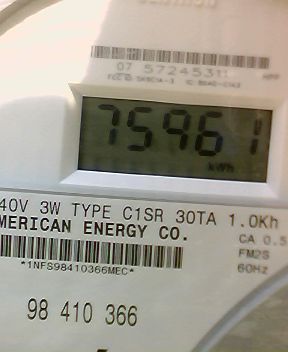 07 572453
75961
kWh
40V 3W TYPE C1SR 30TA 1.0Kh
MERICAN ENERGY CO.
CA 0.5
FM2S
60Hz
*1NFS98410366MEC*
98 410 366